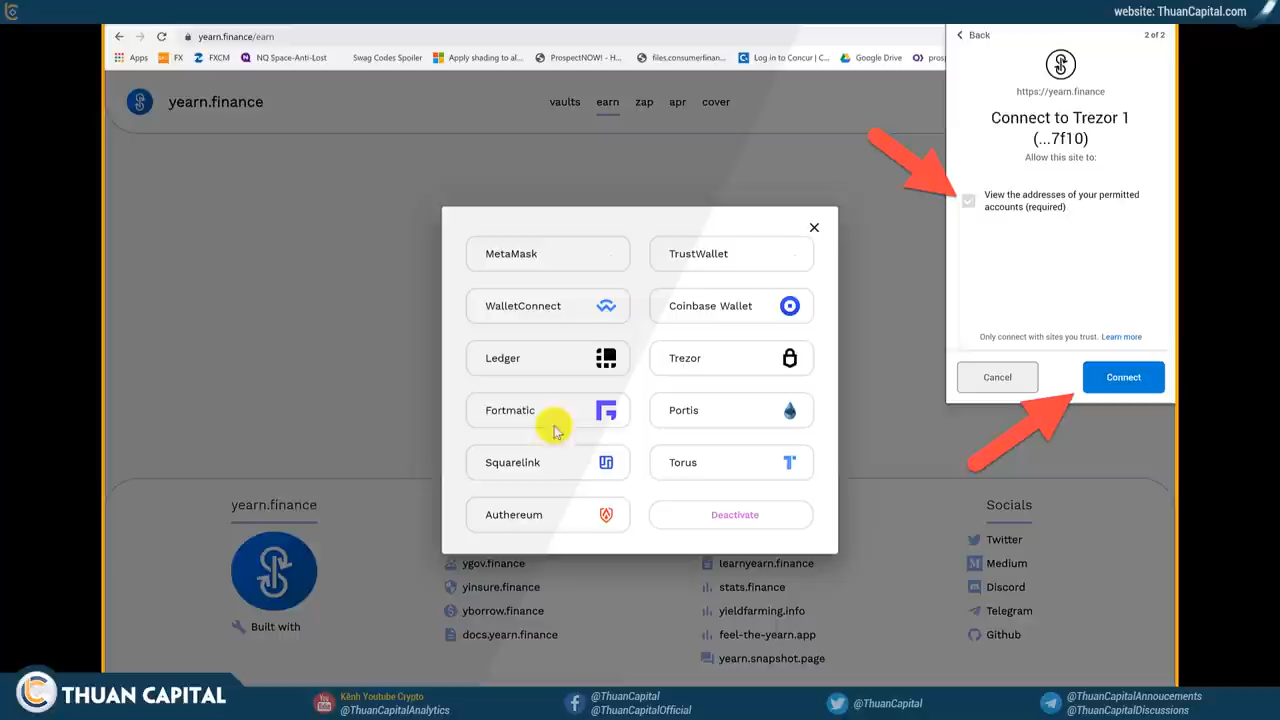 website: ThuanCapital.com
yearn.finance/earn
Apps
FX
FXCM
NQ Space-Anti-Lost
Swag Codes Spoiler
Apply shading to al...
ProspectNOW! - H...
files.consumerfinan...
Log in to Concur | C...
Google Drive
prosp
yearn.finance
vaults
earn
zap
apr
cover
Back
2 of 2
https://yearn.finance
Connect to Trezor 1
(...7f10)
Allow this site to:
View the addresses of your permitted
accounts (required)
Only connect with sites you trust. Learn more
Cancel
Connect
MetaMask
TrustWallet
WalletConnect
Coinbase Wallet
Ledger
Trezor
Fortmatic
Portis
Squarelink
Torus
Authereum
Deactivate
yearn.finance
Built with
ygov.finance
yinsure.finance
yborrow.finance
docs.yearn.finance
learnyearn.finance
stats.finance
yieldfarming.info
feel-the-yearn.app
yearn.snapshot.page
Socials
Twitter
Medium
Discord
Telegram
Github
THUAN CAPITAL
Kênh Youtube Crypto
@ThuanCapitalAnalytics
@ThuanCapital
@ThuanCapitalOfficial
@ThuanCapital
@ThuanCapitalAnnoucements
@ThuanCapitalDiscussions